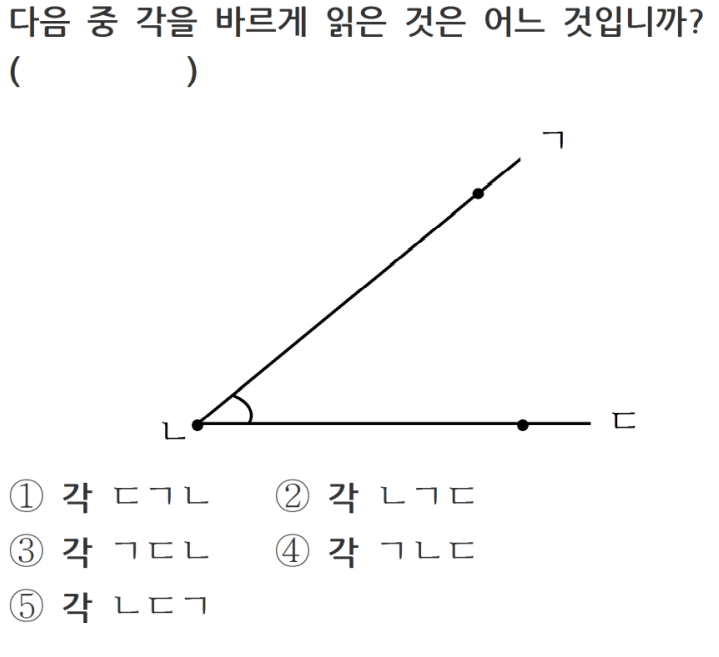 다음 중 각을 바르게 읽은 것은 어느 것입니까?
( )
ㄱ
ㄴ
ㄷ
① 각 ㄷㄱㄴ ② 각 ㄴㄱㄷ
③ 각 ㄱㄷㄴ ④ 각 ㄱㄴㄷ
⑤ 각 ㄴㄷㄱ